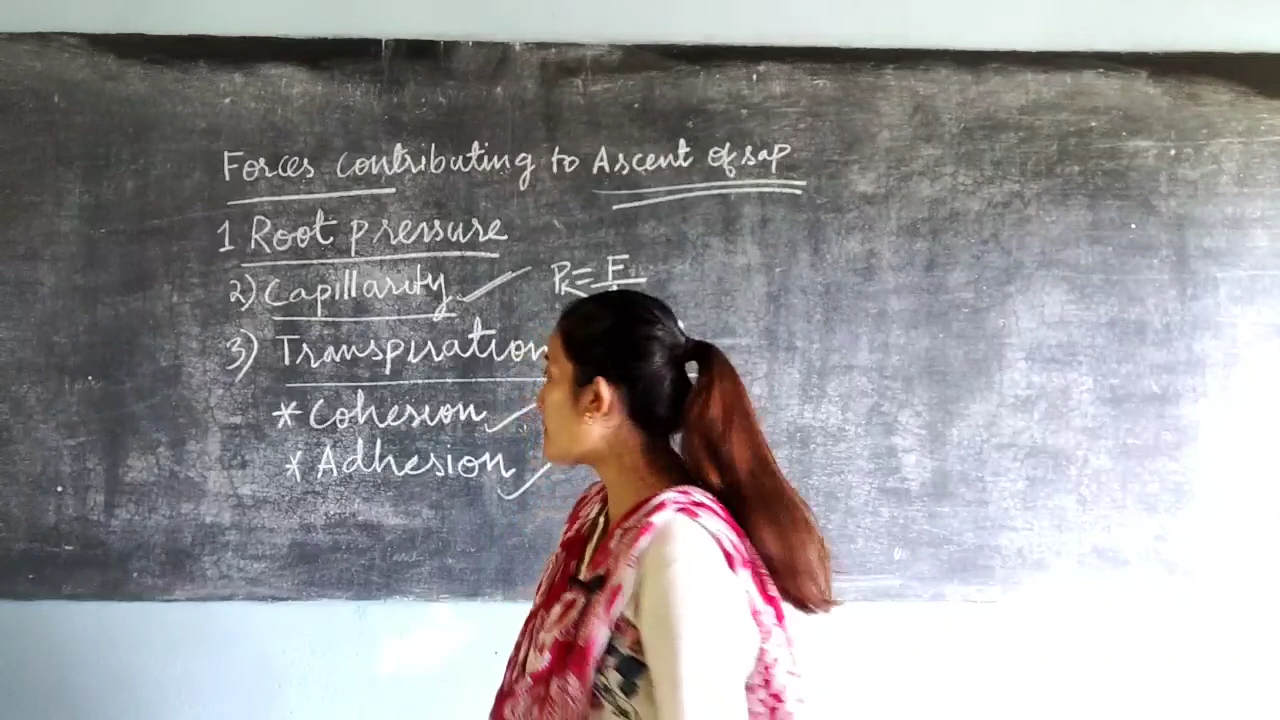 Forces contributing to Ascent of sap
1 Root pressure
2) Capillarity P = F
3) Transpiration
* Cohesion
* Adhesion